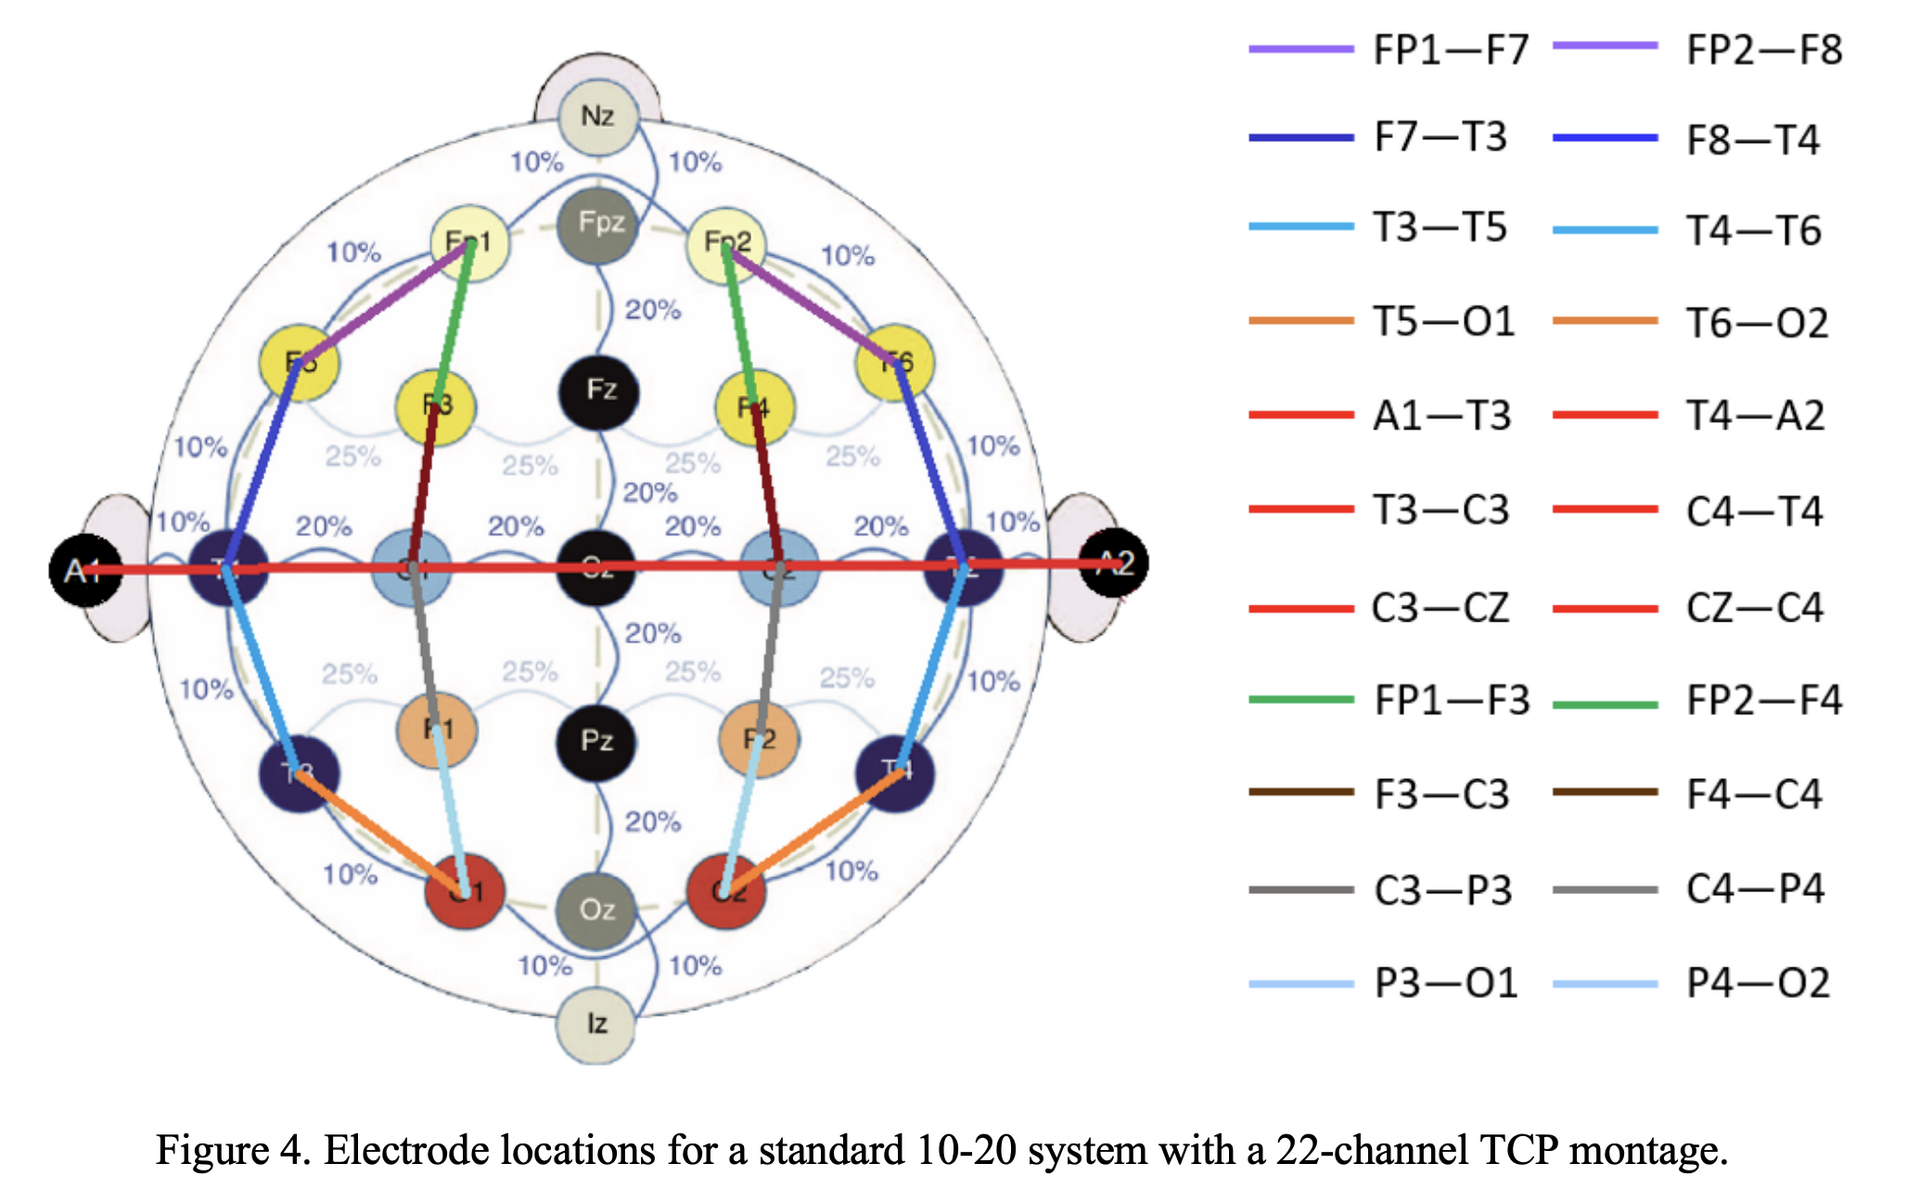 Nz
10% 10%
Fp1 Fpz Fp2
10% 10%
20%
F5 F6
F3 Fz F4
10% 25% 25% 25% 25% 10%
20%
10% 20% 20% 20% 20% 10%
A1 Cz A2
20%
25% 25% 25% 25%
10% 10%
P1 Pz P2
T3 T4
20%
10% 10%
O1 Oz O2
10% 10%
Iz
FP1—F7 FP2—F8
F7—T3 F8—T4
T3—T5 T4—T6
T5—O1 T6—O2
A1—T3 T4—A2
T3—C3 C4—T4
C3—CZ CZ—C4
FP1—F3 FP2—F4
F3—C3 F4—C4
C3—P3 C4—P4
P3—O1 P4—O2
Figure 4. Electrode locations for a standard 10-20 system with a 22-channel TCP montage.